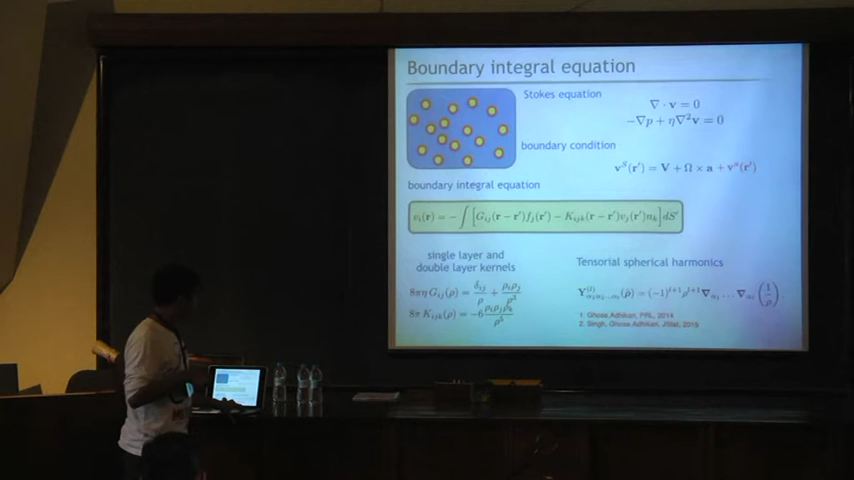 Boundary integral equation
Stokes equation
∇ · v = 0
−∇p + η∇²v = 0
boundary condition
v^S(r′) = V + Ω × a + v^s(r′)
boundary integral equation
v_i(r) = −∫[G_ij(r − r′)f_j(r′) − K_ijk(r − r′)v_j(r′)n_k]dS′
single layer and
double layer kernels
8πη G_ij(ρ) = δ_ij/ρ + ρ_iρ_j/ρ³
8π K_ijk(ρ) = −6 ρ_iρ_jρ_k/ρ⁵
Tensorial spherical harmonics
Y^(l)_α₁α₂...α_l(ρ̂) = (−1)^(l+1)ρ^(l+1)∇_α₁ ... ∇_α_l (1/ρ)
1. Ghose Adhikari, PRL, 2014
2. Singh, Ghose Adhikari, JStat, 2015